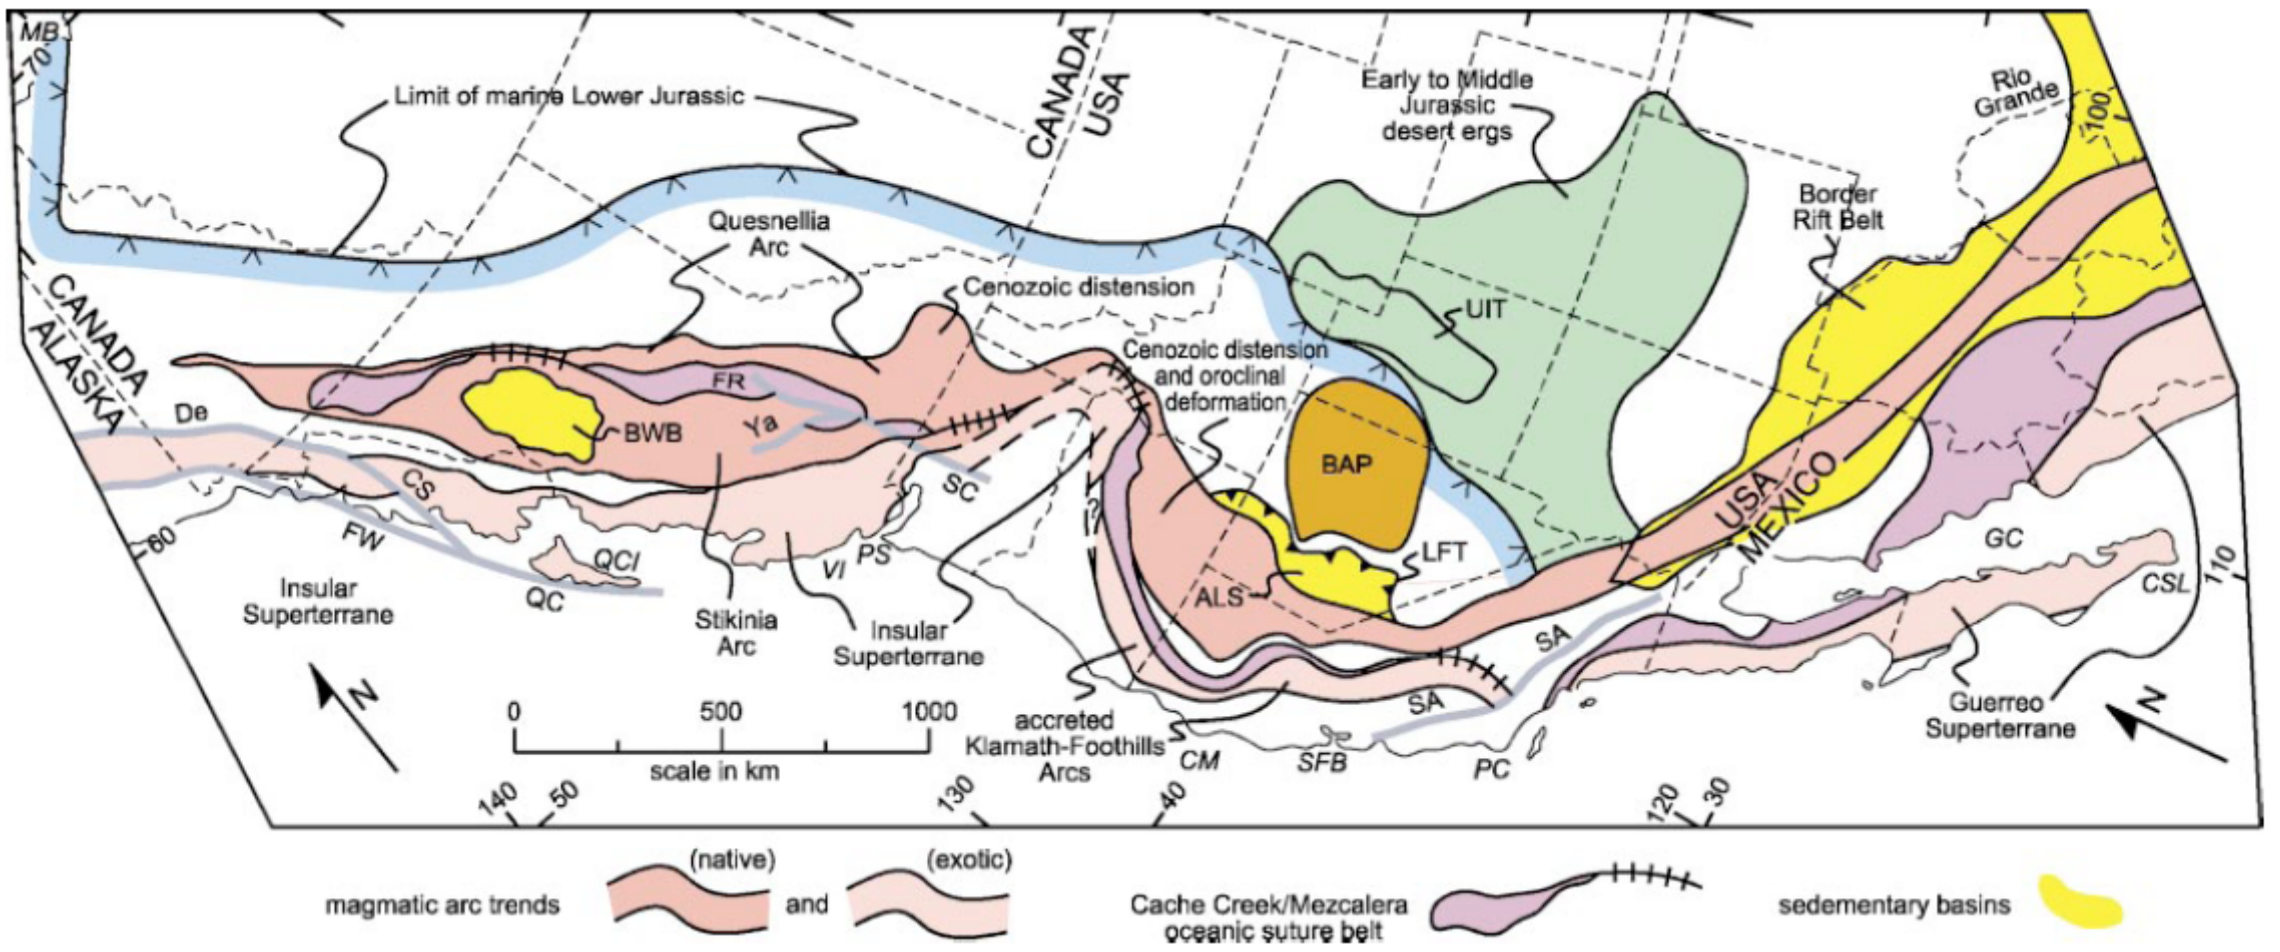 MB
70
Limit of marine Lower Jurassic
CANADA
USA
Early to Middle
Jurassic
desert ergs
Rio
Grande
100
Border
Rift Belt
Quesnellia
Arc
Cenozoic distension
UIT
CANADA
ALASKA
Cenozoic distension
and oroclinal
deformation
De
FR
Ya
BWB
BAP
CS
SC
FW
60
?
USA
MEXICO
QCI
QC
VI
PS
LFT
ALS
GC
CSL
110
Insular
Superterrane
Stikinia
Arc
Insular
Superterrane
SA
SA
Guerreo
Superterrane
N
N
0 500 1000
scale in km
accreted
Klamath-Foothills
Arcs
CM
SFB
PC
140
50
130
40
120
30
(native)
(exotic)
magmatic arc trends
and
Cache Creek/Mezcalera
oceanic suture belt
sedementary basins